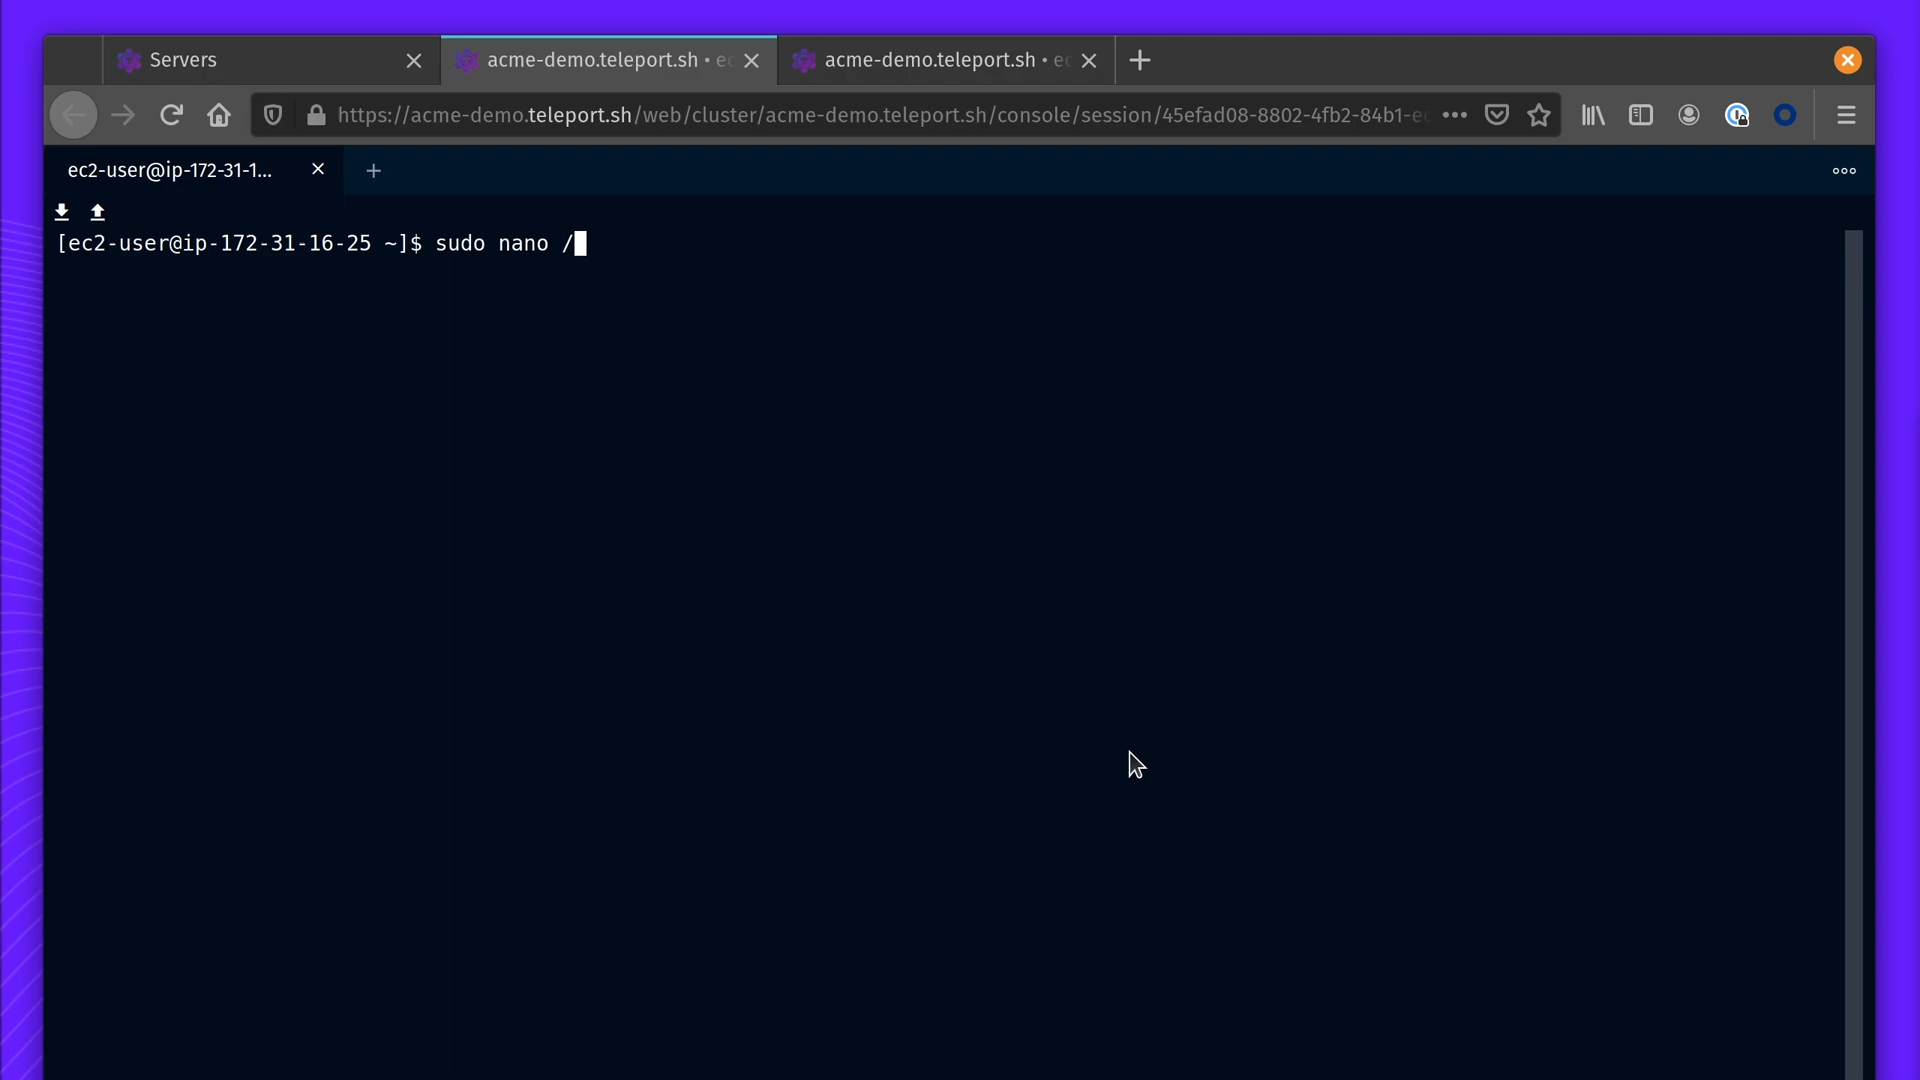 Servers
acme-demo.teleport.sh • ec
acme-demo.teleport.sh • ec
https://acme-demo.teleport.sh/web/cluster/acme-demo.teleport.sh/console/session/45efad08-8802-4fb2-84b1-ec
ec2-user@ip-172-31-1...
[ec2-user@ip-172-31-16-25 ~]$ sudo nano /